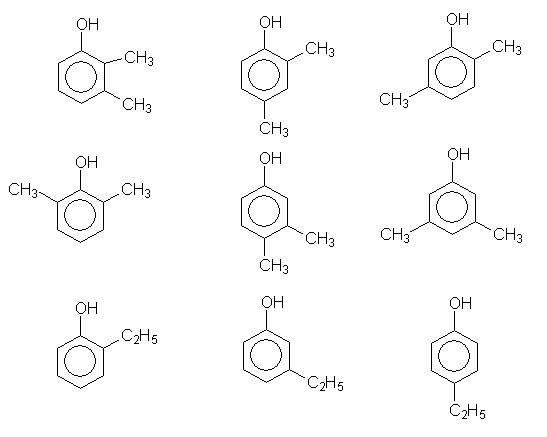 OH OH OH
CH₃ CH₃ CH₃
CH₃ CH₃ CH₃
OH OH OH
CH₃ CH₃ CH₃ CH₃ CH₃
CH₃
OH OH OH
C₂H₅ C₂H₅ C₂H₅